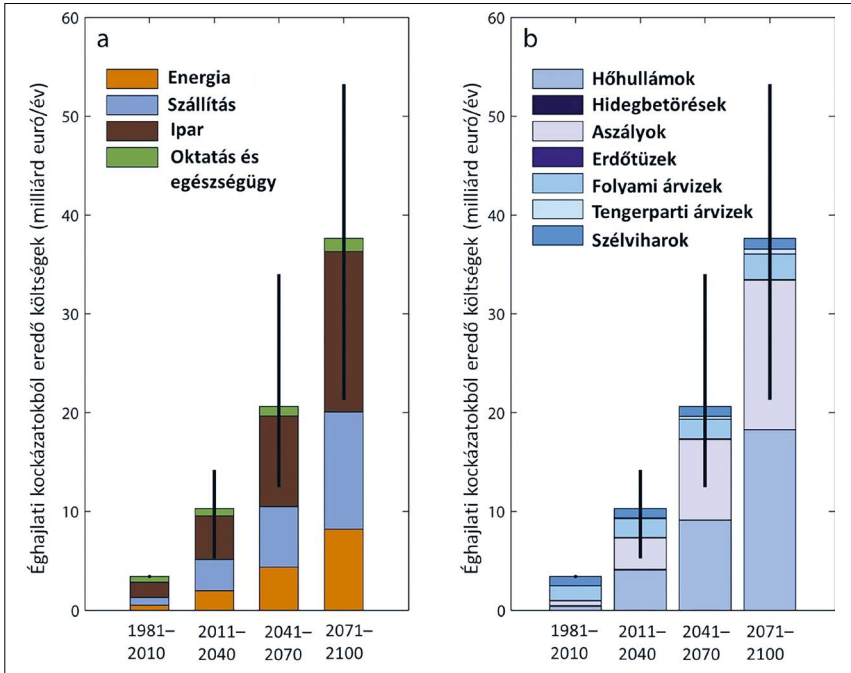 a
Éghajlati kockázatokból eredő költségek (milliárd euró/év)
60
50
40
30
20
10
0
Energia
Szállítás
Ipar
Oktatás és
egészségügy
1981–
2010
2011–
2040
2041–
2070
2071–
2100
b
Éghajlati kockázatokból eredő költségek (milliárd euró/év)
60
50
40
30
20
10
0
Hőhullámok
Hidegbetörések
Aszályok
Erdőtüzek
Folyami árvizek
Tengerparti árvizek
Szélviharok
1981–
2010
2011–
2040
2041–
2070
2071–
2100